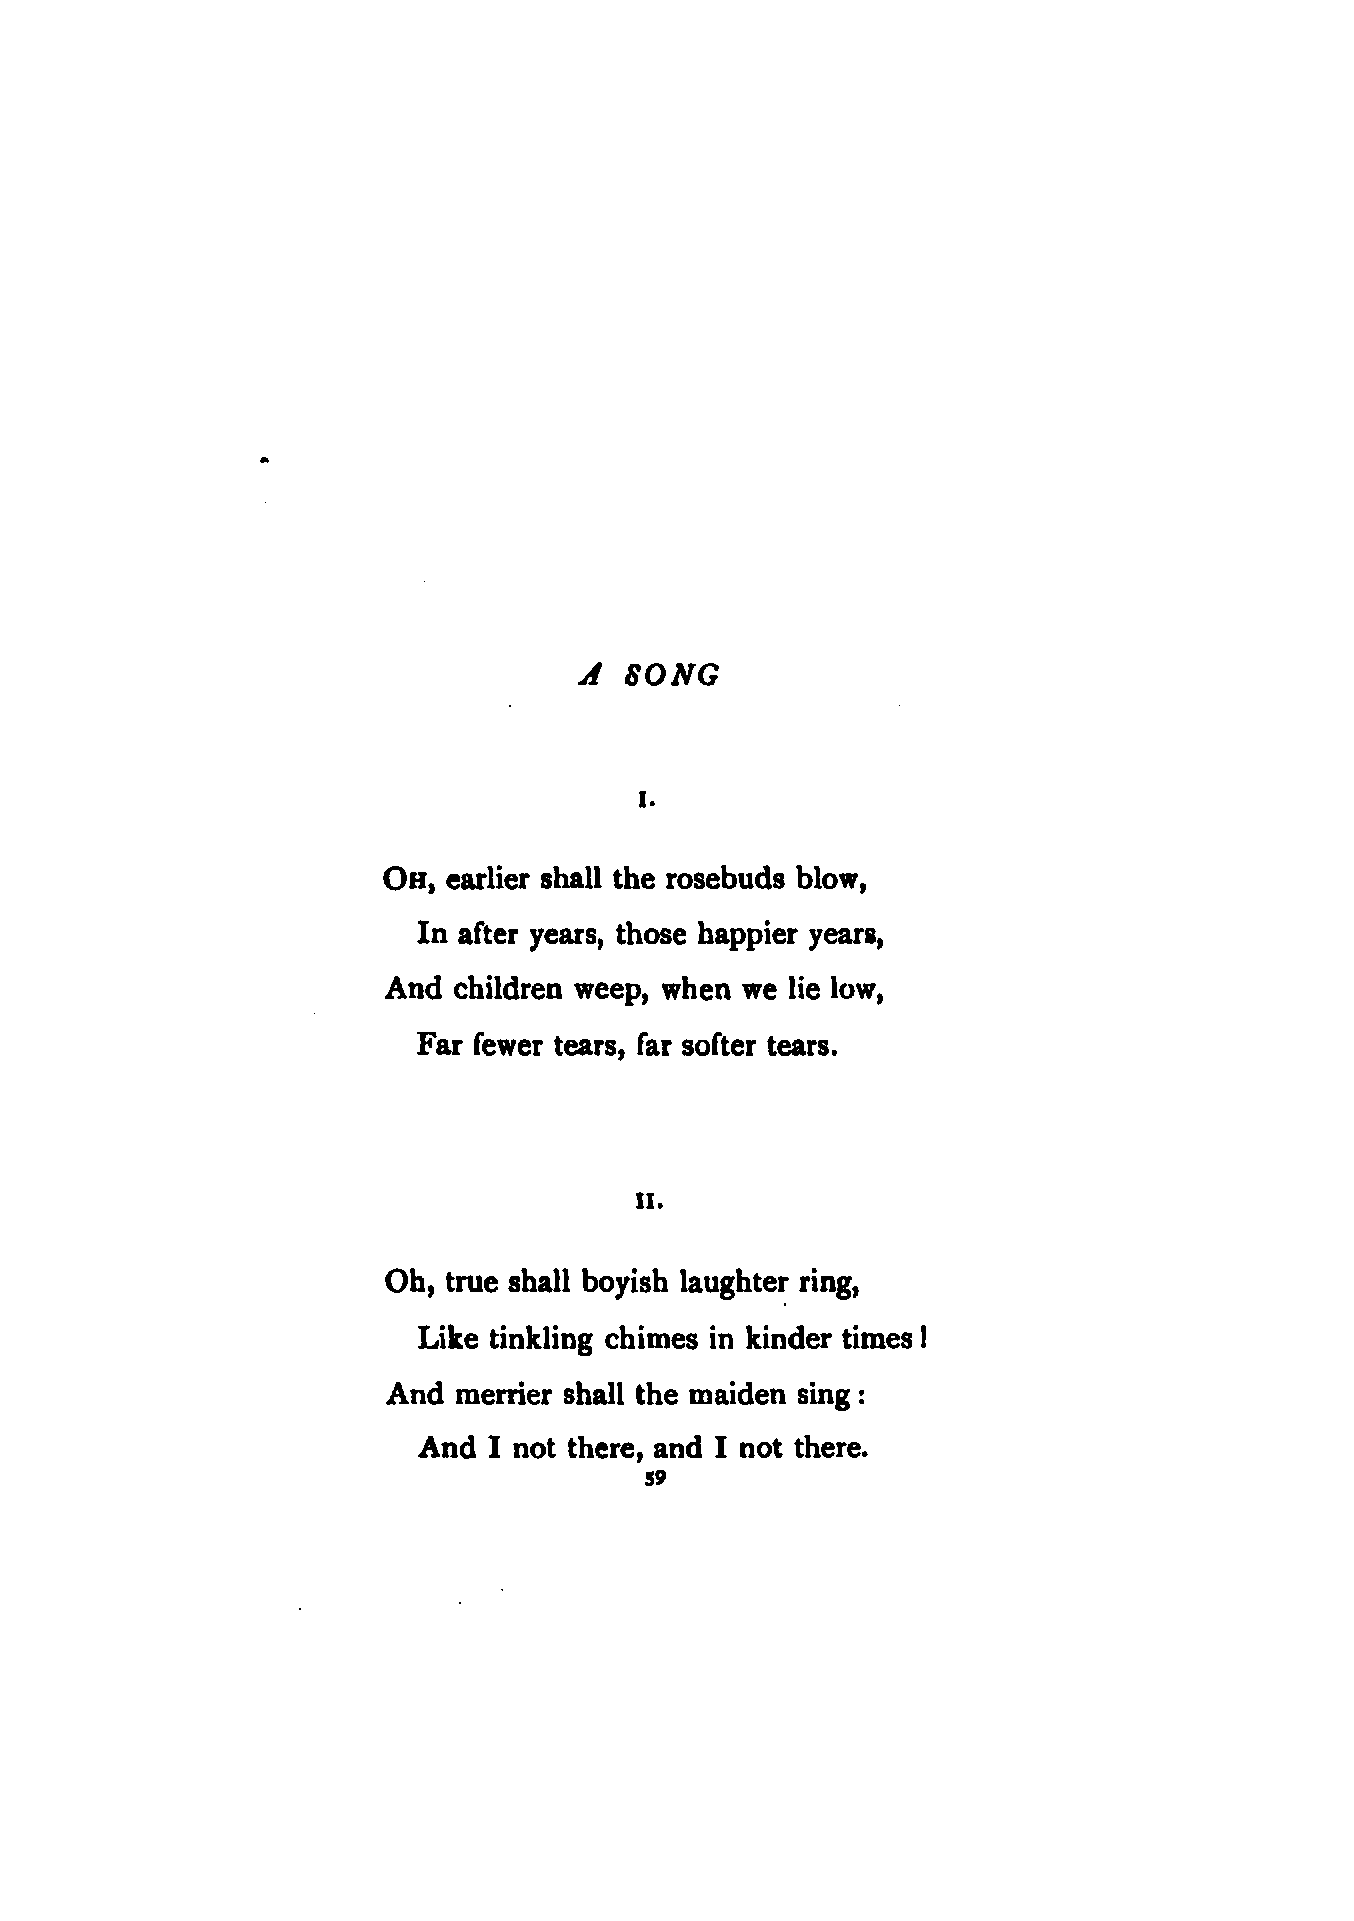 A SONG
I.
OH, earlier shall the rosebuds blow,
In after years, those happier years,
And children weep, when we lie low,
Far fewer tears, far softer tears.
II.
Oh, true shall boyish laughter ring,
Like tinkling chimes in kinder times!
And merrier shall the maiden sing:
And I not there, and I not there.
59